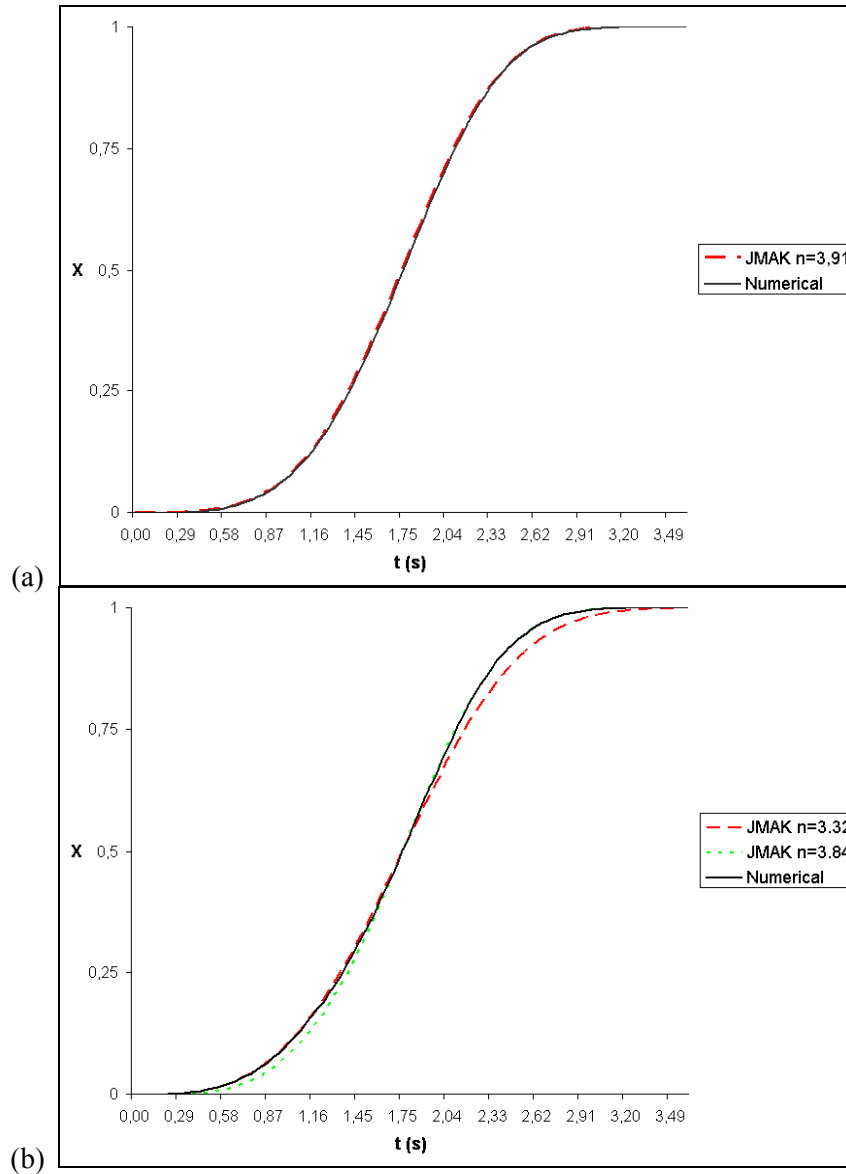 1
0,75
X 0,5
0,25
0
0,00 0,29 0,58 0,87 1,16 1,45 1,75 2,04 2,33 2,62 2,91 3,20 3,49
t (s)
JMAK n=3,91
Numerical
(a)
1
0,75
X 0,5
0,25
0
0,00 0,29 0,58 0,87 1,16 1,45 1,75 2,04 2,33 2,62 2,91 3,20 3,49
t (s)
JMAK n=3.32
JMAK n=3.84
Numerical
(b)